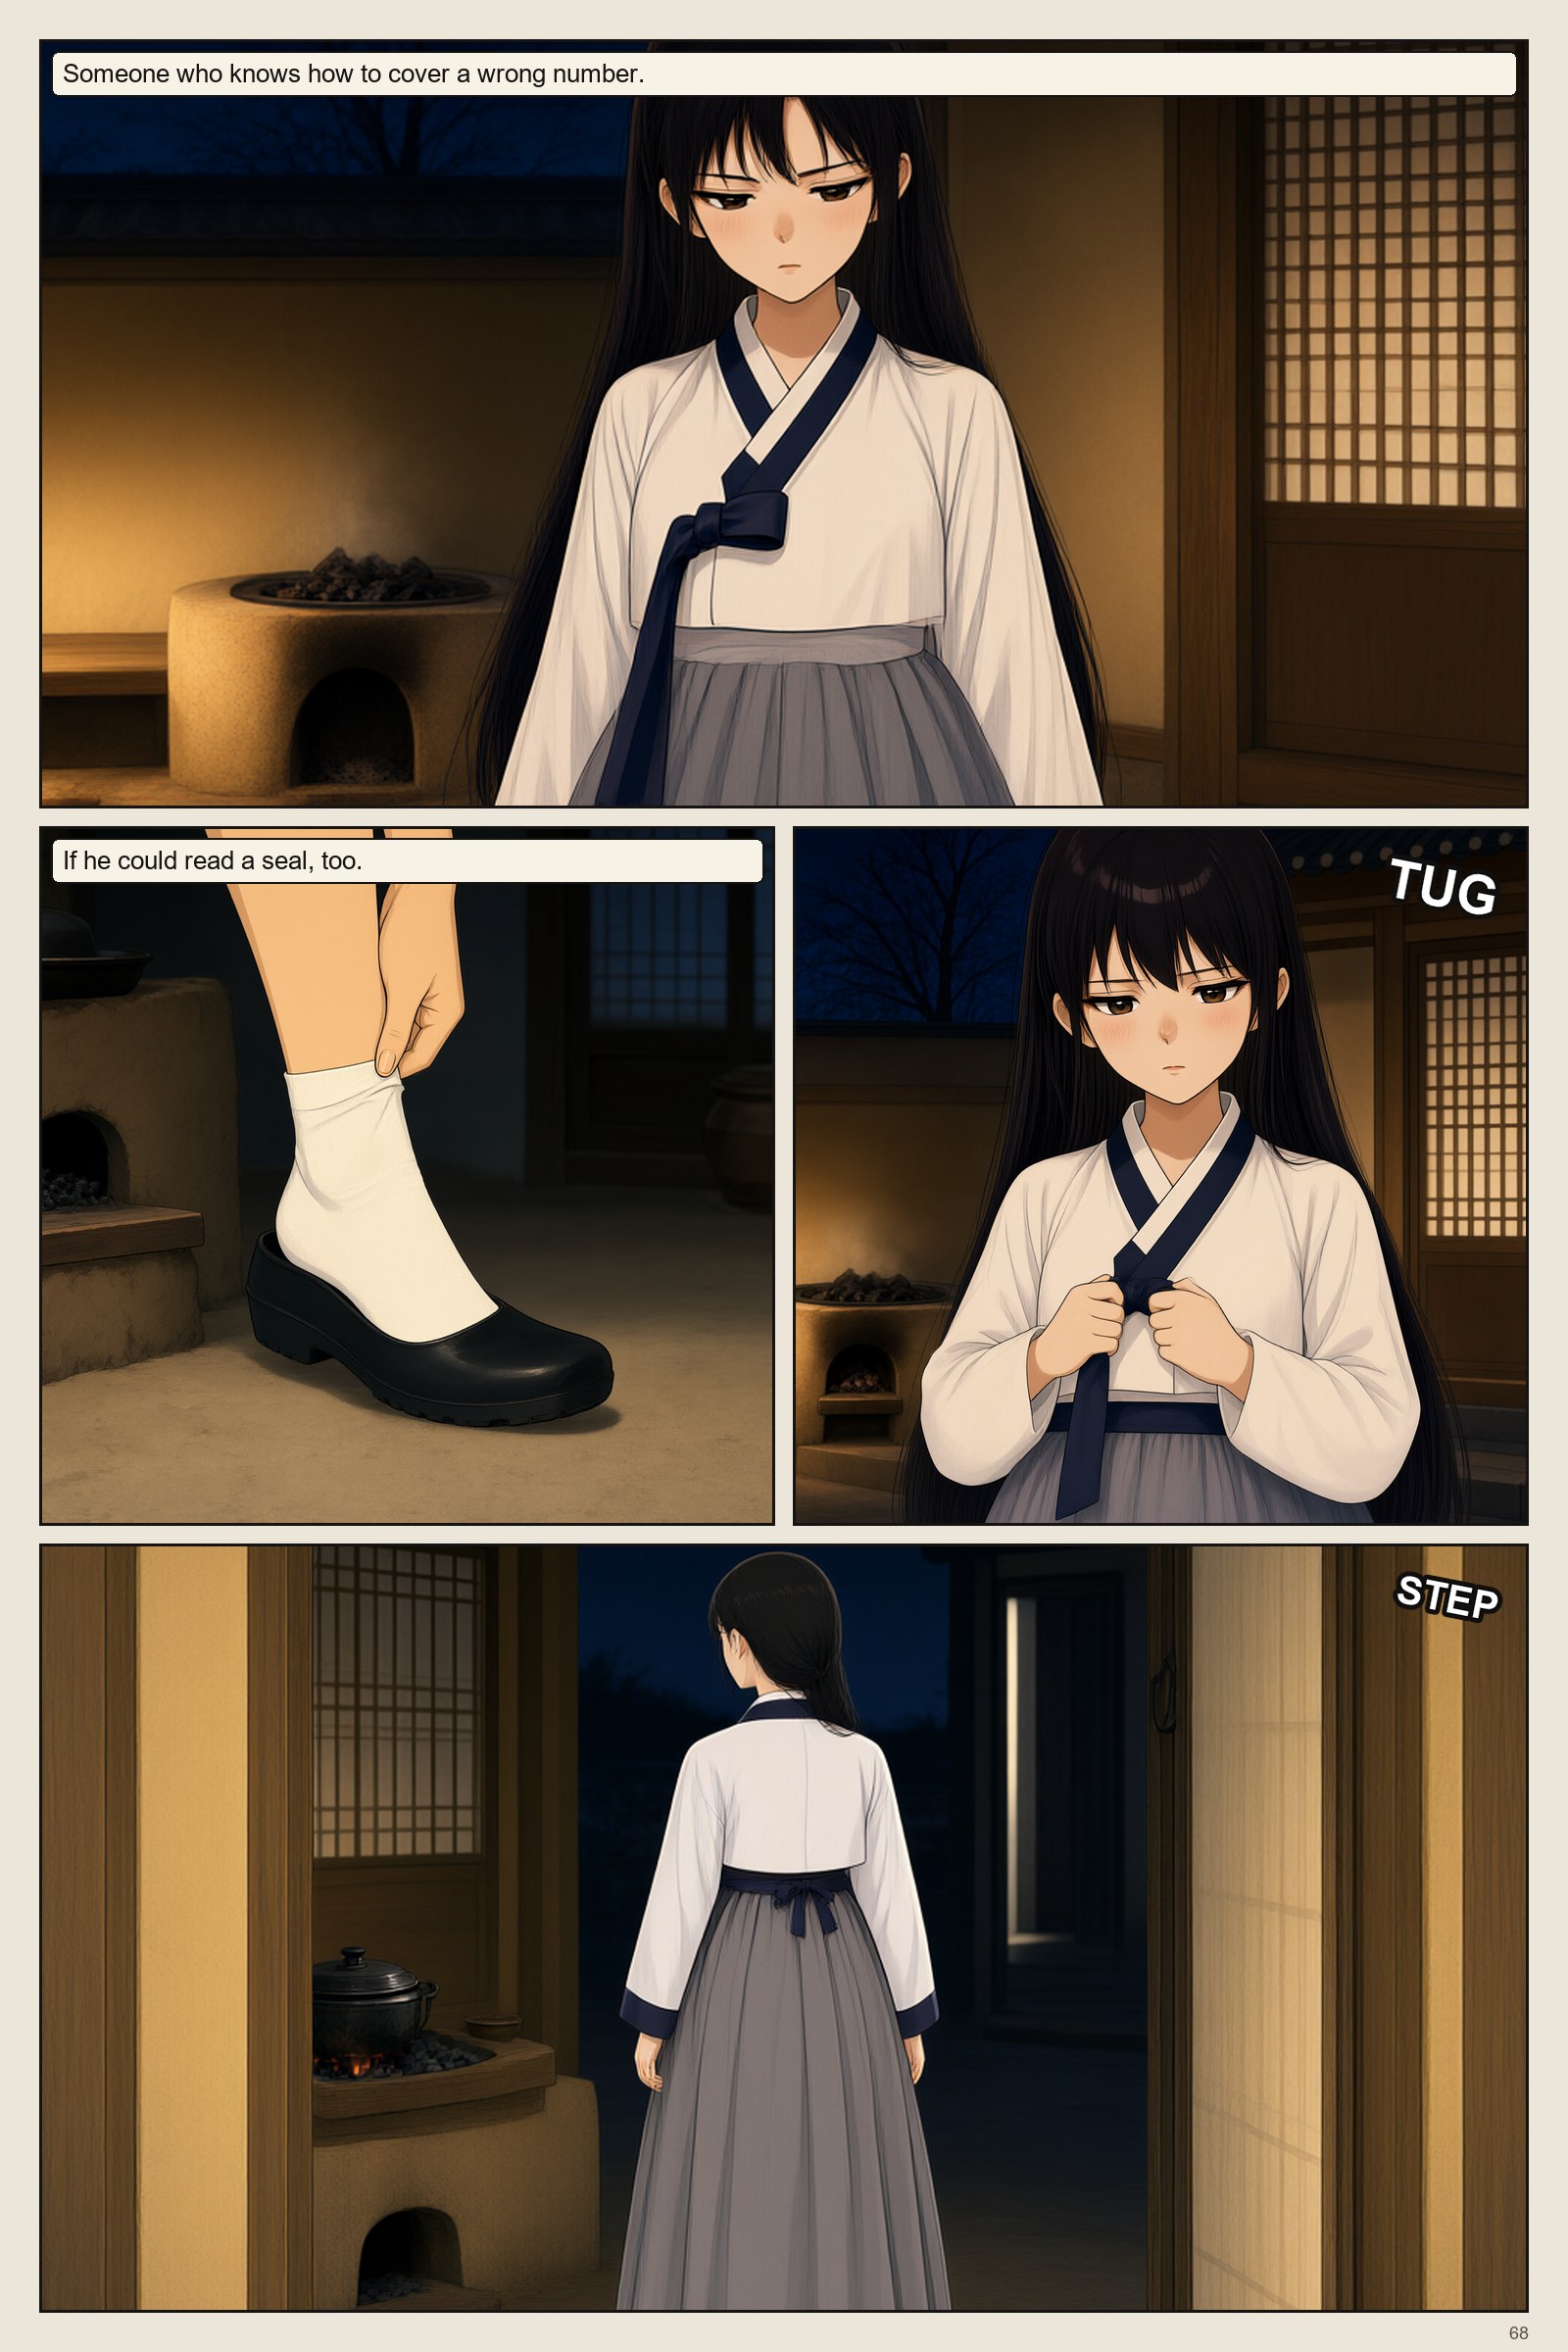 Someone who knows how to cover a wrong number.
If he could read a seal, too.
TUG
STEP
68